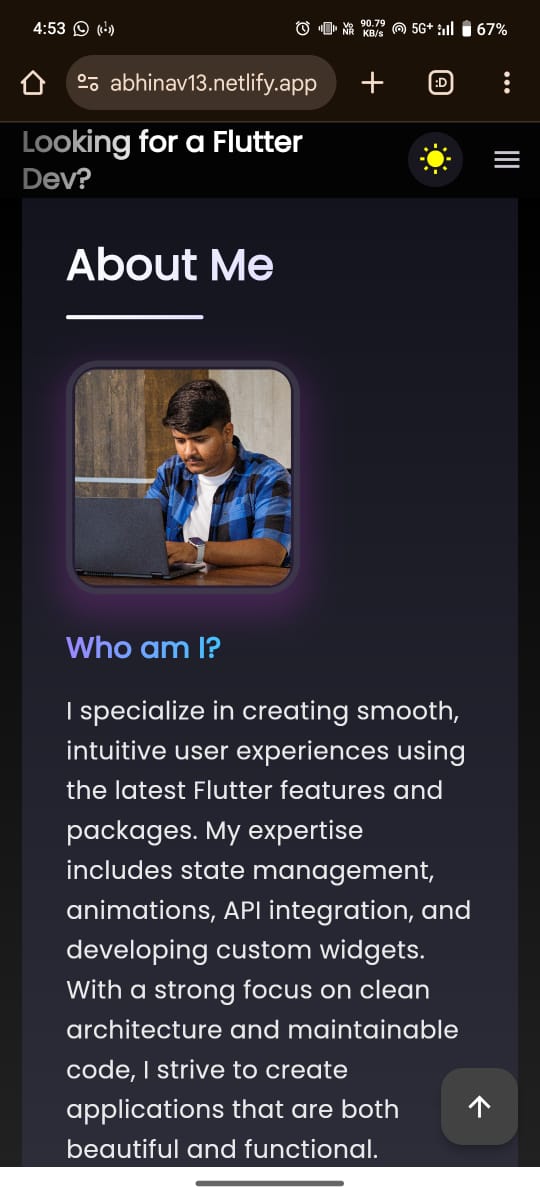 4:53
Vo
NR
90.79
KB/s
5G+
67%
abhinav13.netlify.app
:D
Looking for a Flutter
Dev?
About Me
Who am I?
I specialize in creating smooth,
intuitive user experiences using
the latest Flutter features and
packages. My expertise
includes state management,
animations, API integration, and
developing custom widgets.
With a strong focus on clean
architecture and maintainable
code, I strive to create
applications that are both
beautiful and functional.